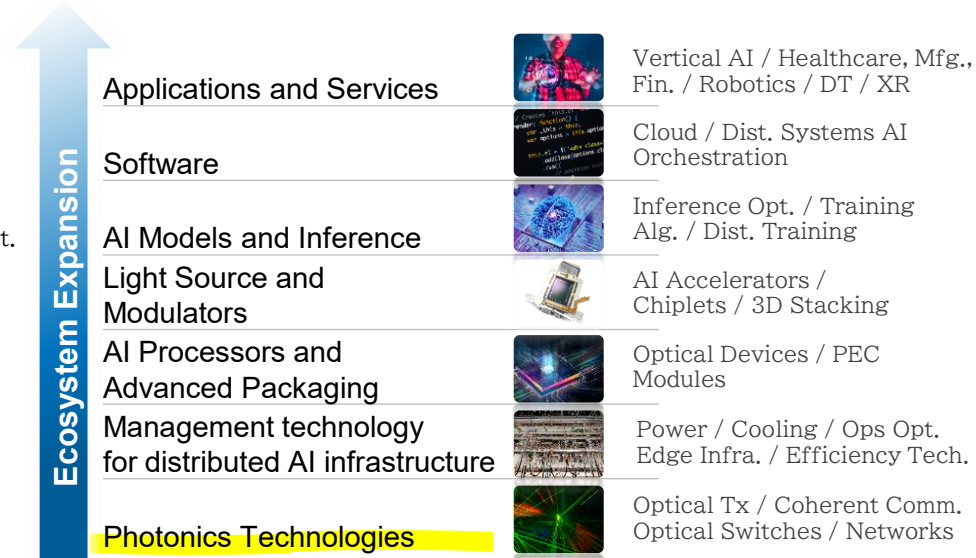 t.
Ecosystem Expansion
Applications and Services
Vertical AI / Healthcare, Mfg.,
Fin. / Robotics / DT / XR
Software
Cloud / Dist. Systems AI
Orchestration
AI Models and Inference
Inference Opt. / Training
Alg. / Dist. Training
Light Source and
Modulators
AI Accelerators /
Chiplets / 3D Stacking
AI Processors and
Advanced Packaging
Optical Devices / PEC
Modules
Management technology
for distributed AI infrastructure
Power / Cooling / Ops Opt.
Edge Infra. / Efficiency Tech.
Photonics Technologies
Optical Tx / Coherent Comm.
Optical Switches / Networks